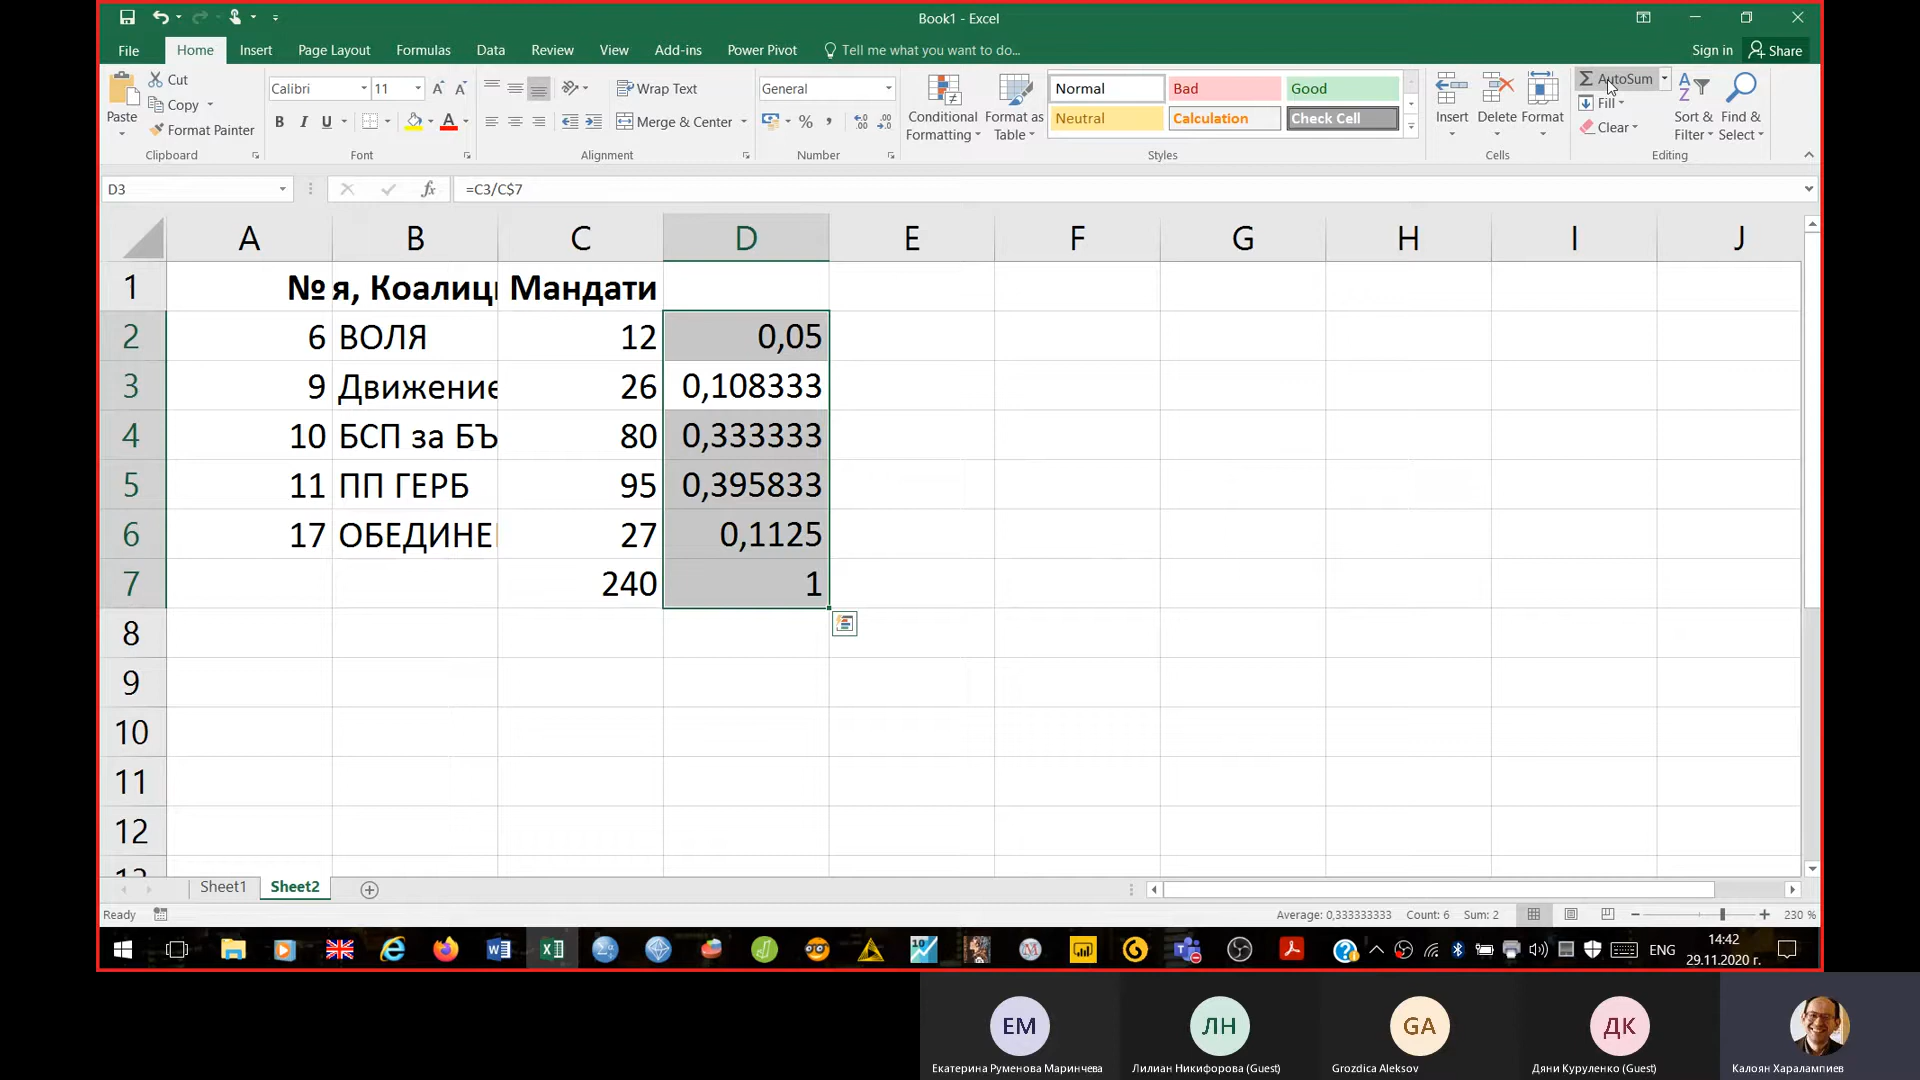 Book1 - Excel
File Home Insert Page Layout Formulas Data Review View Add-ins Power Pivot Tell me what you want to do... Sign in Share
Paste Cut Copy Format Painter Clipboard
Calibri 11 B I U A Font
Wrap Text Merge & Center Alignment
General % , Number
Conditional Formatting Format as Table Normal Bad Good Neutral Calculation Check Cell Styles
Insert Delete Format Cells
AutoSum Fill Clear Sort & Filter Find & Select Editing
D3 fx =C3/C$7
A B C D E F G H I J
1 № я, Коалиц Мандати
2 6 ВОЛЯ 12 0,05
3 9 Движение 26 0,108333
4 10 БСП за БЪ 80 0,333333
5 11 ПП ГЕРБ 95 0,395833
6 17 ОБЕДИНЕ 27 0,1125
7 240 1
8
9
10
11
12
13
Sheet1 Sheet2
Ready Average: 0,333333333 Count: 6 Sum: 2 230 %
ENG 14:42
29.11.2020 г.
ЕМ ЛН GA ДК
Екатерина Руменова Маринчева Лилиан Никифорова (Guest) Grozdica Aleksov Дяни Куруленко (Guest) Калоян Харалампиев